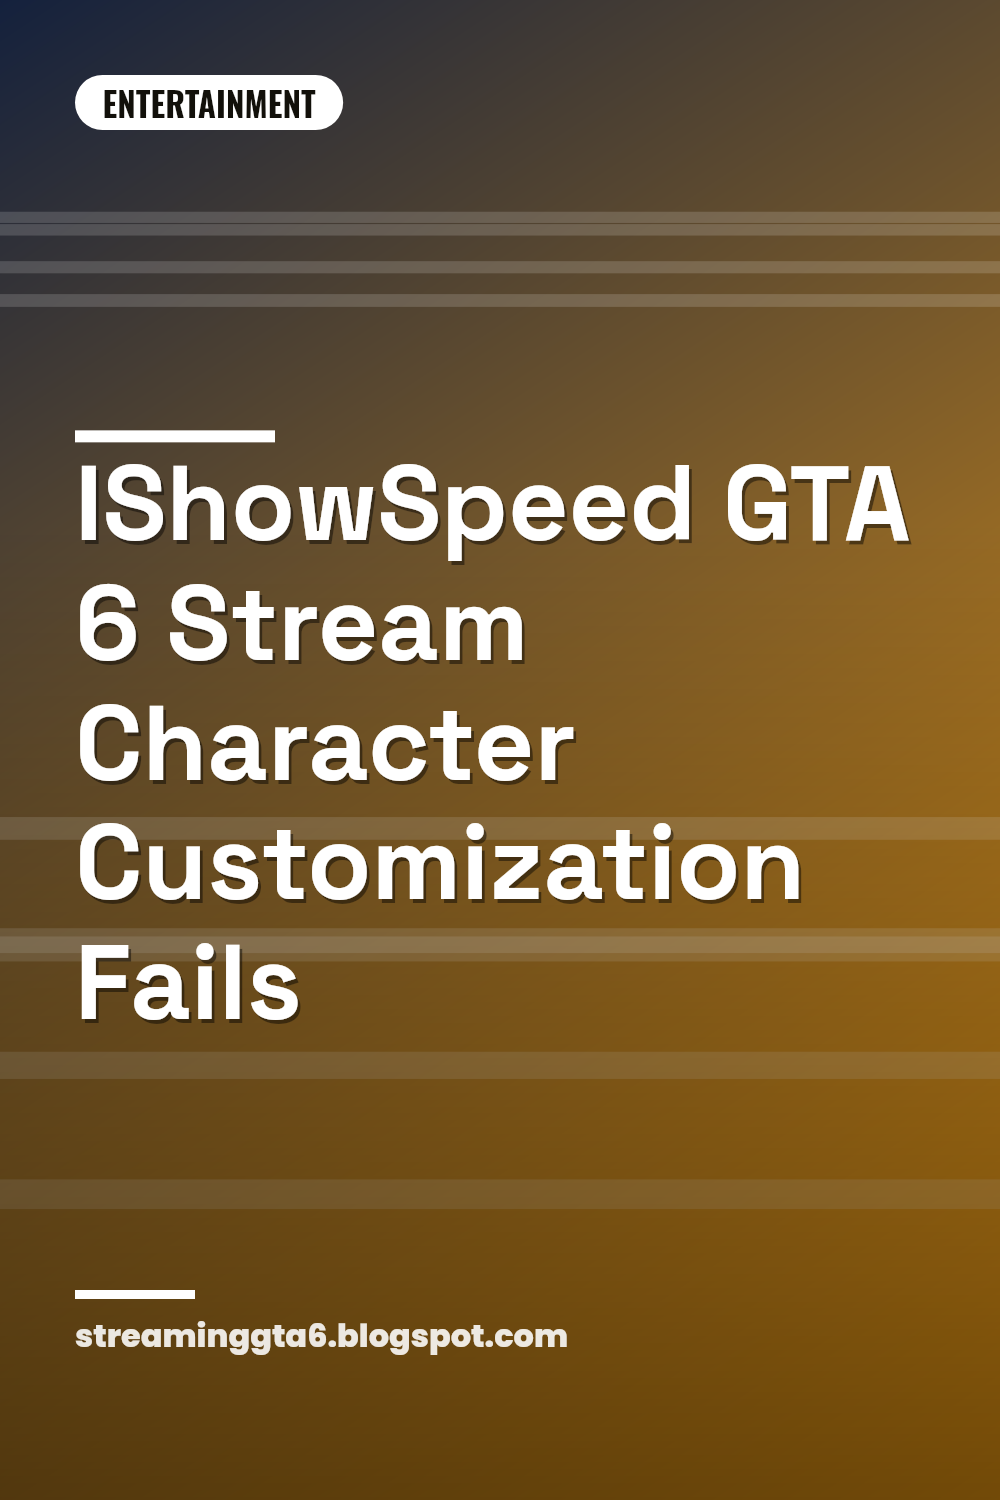 ENTERTAINMENT
IShowSpeed GTA
6 Stream
Character
Customization
Fails
streaminggta6.blogspot.com